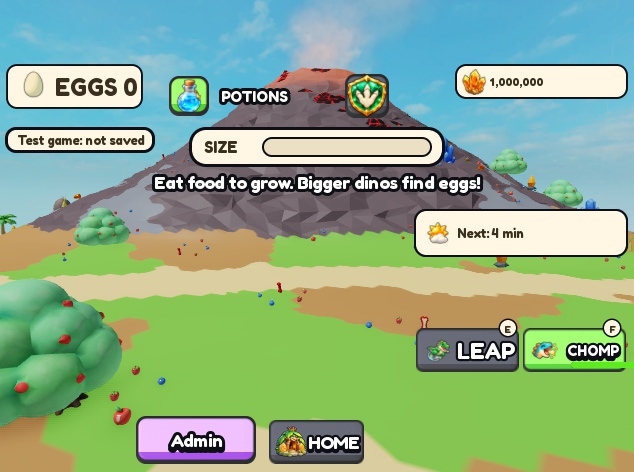 EGGS 0
POTIONS
1,000,000
Test game: not saved
SIZE
Eat food to grow. Bigger dinos find eggs!
Next: 4 min
E
LEAP
F
CHOMP
Admin
HOME